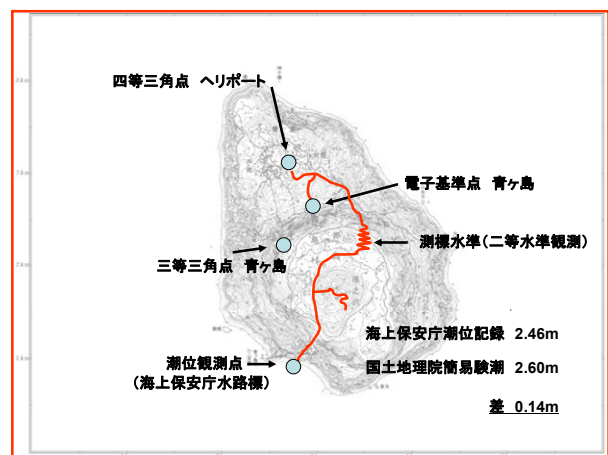 四等三角点 ヘリポート
電子基準点 青ヶ島
測標水準(二等水準観測)
三等三角点 青ヶ島
海上保安庁潮位記録 2.46m
潮位観測点
(海上保安庁水路標)
国土地理院簡易験潮 2.60m
差 0.14m